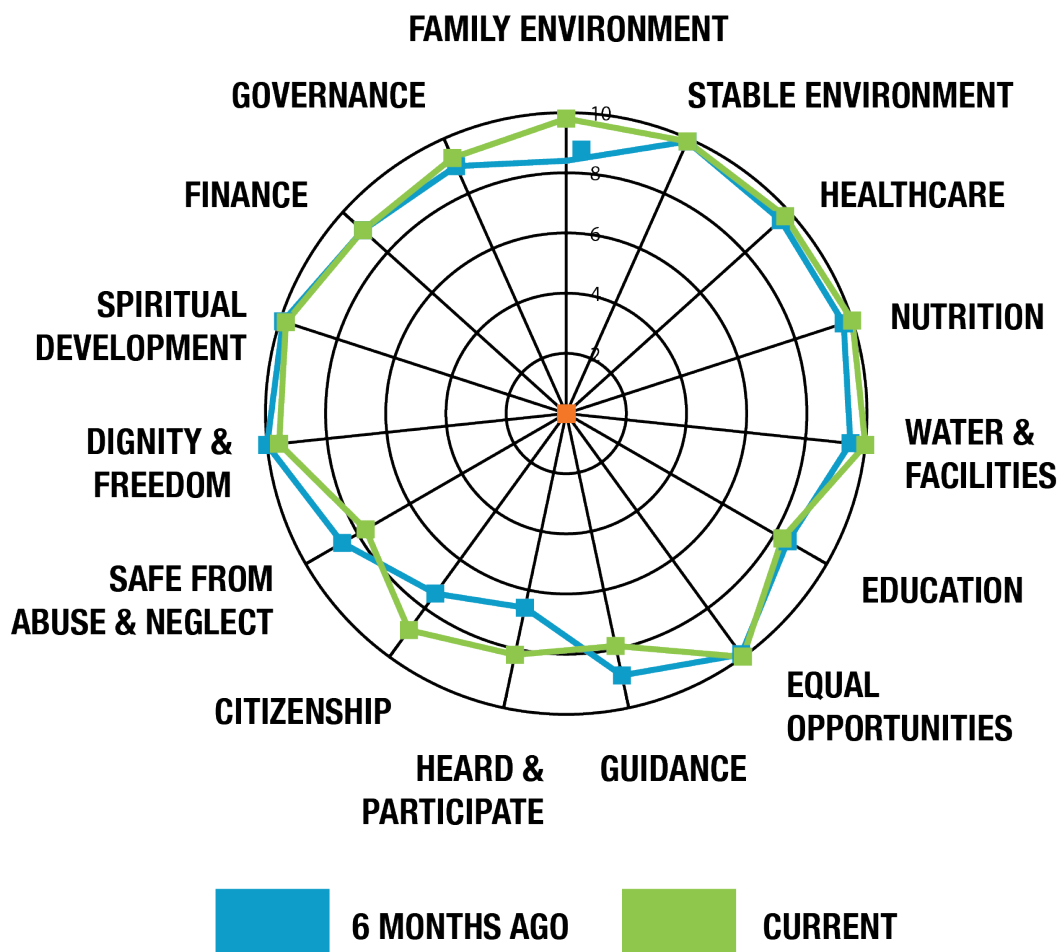 FAMILY ENVIRONMENT
GOVERNANCE
STABLE ENVIRONMENT
10
FINANCE
8
HEALTHCARE
6
SPIRITUAL
DEVELOPMENT
4
NUTRITION
2
DIGNITY &
FREEDOM
WATER &
FACILITIES
SAFE FROM
ABUSE & NEGLECT
EDUCATION
CITIZENSHIP
EQUAL
OPPORTUNITIES
HEARD &
PARTICIPATE
GUIDANCE
6 MONTHS AGO
CURRENT